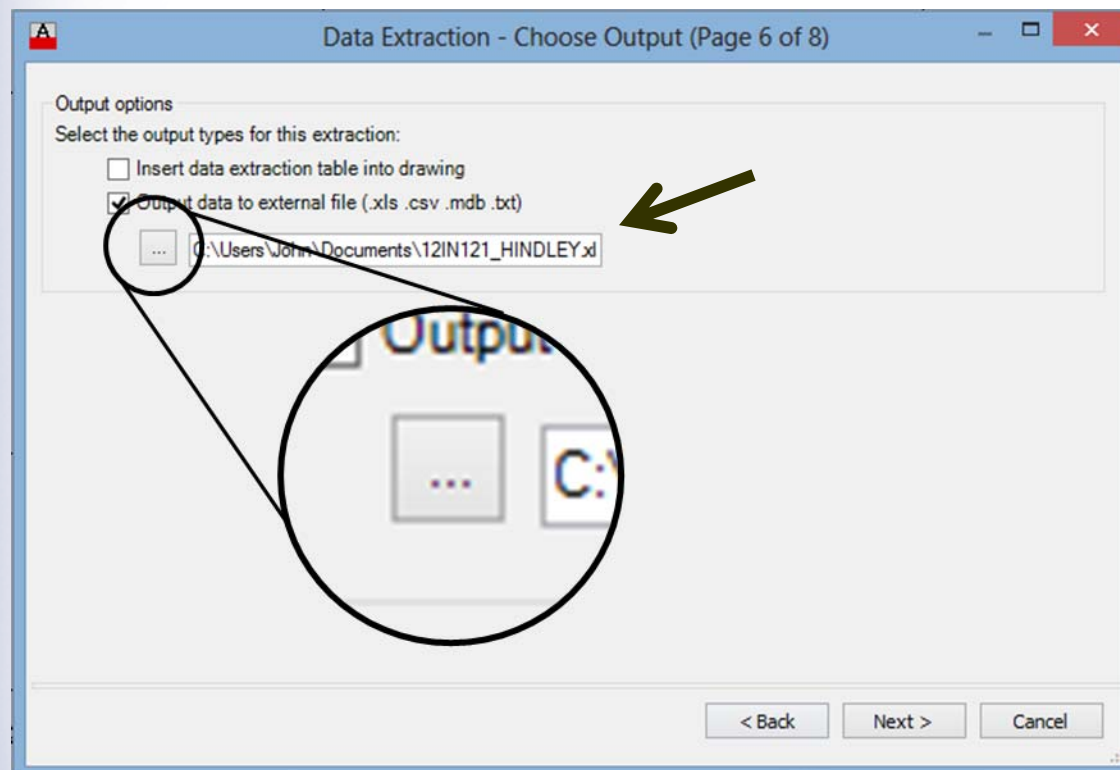 A
Data Extraction - Choose Output (Page 6 of 8)
Output options
Select the output types for this extraction:
Insert data extraction table into drawing
Output data to external file (.xls .csv .mdb .txt)
... C:\Users\John\Documents\12IN121_HINDLEY.xl
Output
... C:\
< Back Next > Cancel